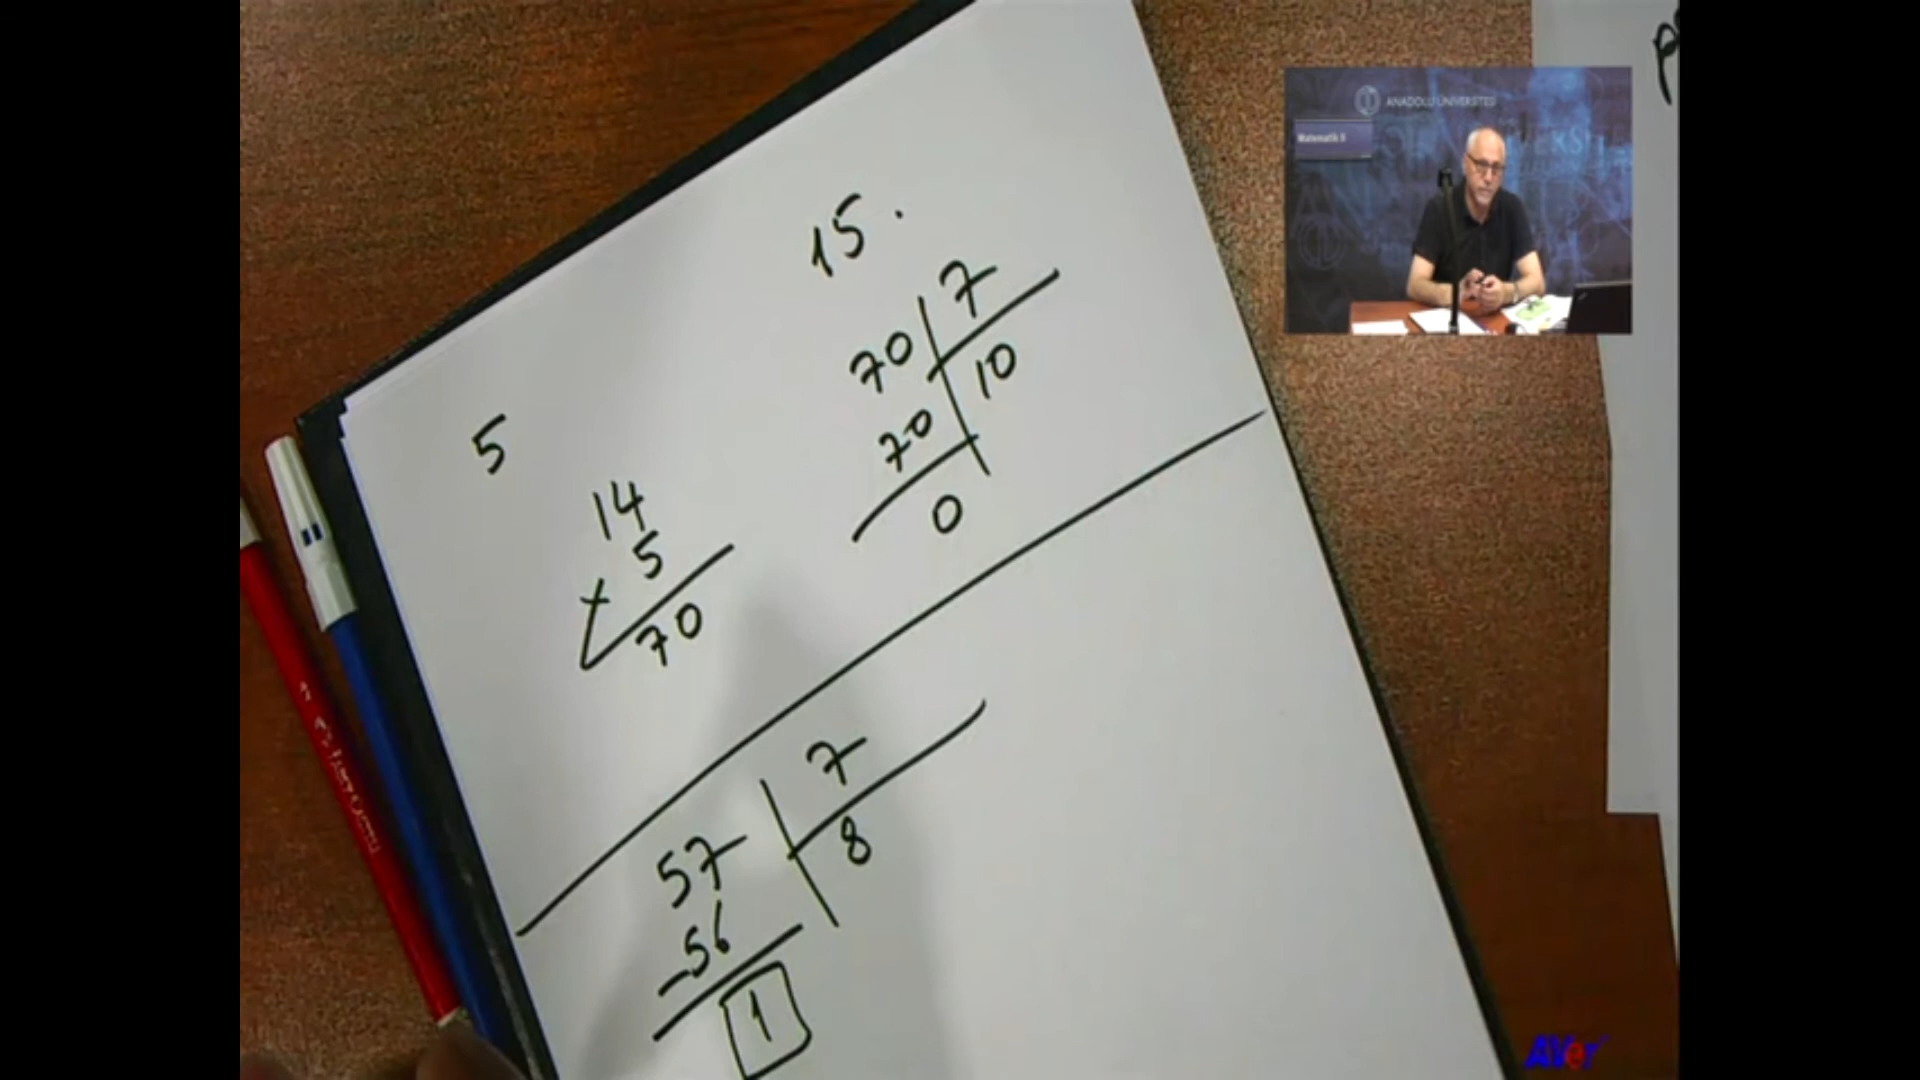 15.
70 7
70 10
0
5
14
x 5
70
57 7
-56 8
1
ANADOLU ÜNİVERSİTESİ
Matematik II
AVer